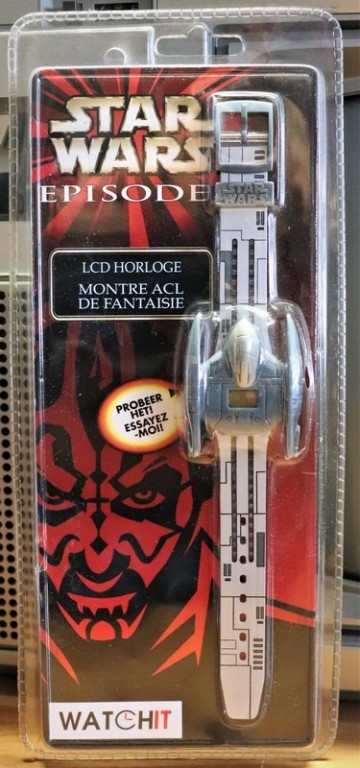 STAR
WARS
EPISODE
STAR
WARS
LCD HORLOGE
MONTRE ACL
DE FANTAISIE
PROBEER
HET!
ESSAYEZ
-MOI!
WATCHIT